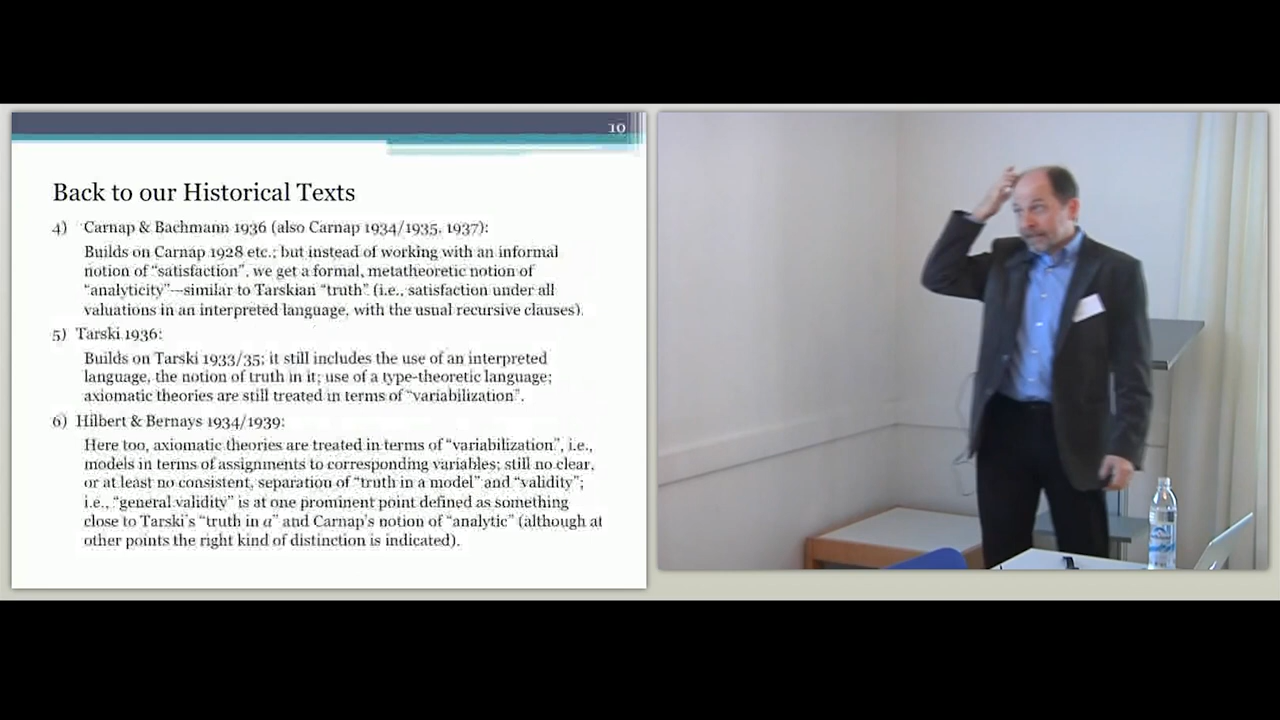 10
Back to our Historical Texts
4) Carnap & Bachmann 1936 (also Carnap 1934/1935, 1937):
Builds on Carnap 1928 etc.; but instead of working with an informal
notion of “satisfaction”, we get a formal, metatheoretic notion of
“analyticity”—similar to Tarskian “truth” (i.e., satisfaction under all
valuations in an interpreted language, with the usual recursive clauses).
5) Tarski 1936:
Builds on Tarski 1933/35; it still includes the use of an interpreted
language, the notion of truth in it; use of a type-theoretic language;
axiomatic theories are still treated in terms of “variabilization”.
6) Hilbert & Bernays 1934/1939:
Here too, axiomatic theories are treated in terms of “variabilization”, i.e.,
models in terms of assignments to corresponding variables; still no clear,
or at least no consistent, separation of “truth in a model” and “validity”;
i.e., “general validity” is at one prominent point defined as something
close to Tarski’s “truth in a” and Carnap’s notion of “analytic” (although at
other points the right kind of distinction is indicated).